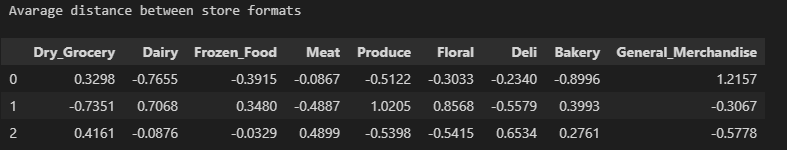 Avarage distance between store formats
Dry_Grocery Dairy Frozen_Food Meat Produce Floral Deli Bakery General_Merchandise
0 0.3298 -0.7655 -0.3915 -0.0867 -0.5122 -0.3033 -0.2340 -0.8996 1.2157
1 -0.7351 0.7068 0.3480 -0.4887 1.0205 0.8568 -0.5579 0.3993 -0.3067
2 0.4161 -0.0876 -0.0329 0.4899 -0.5398 -0.5415 0.6534 0.2761 -0.5778